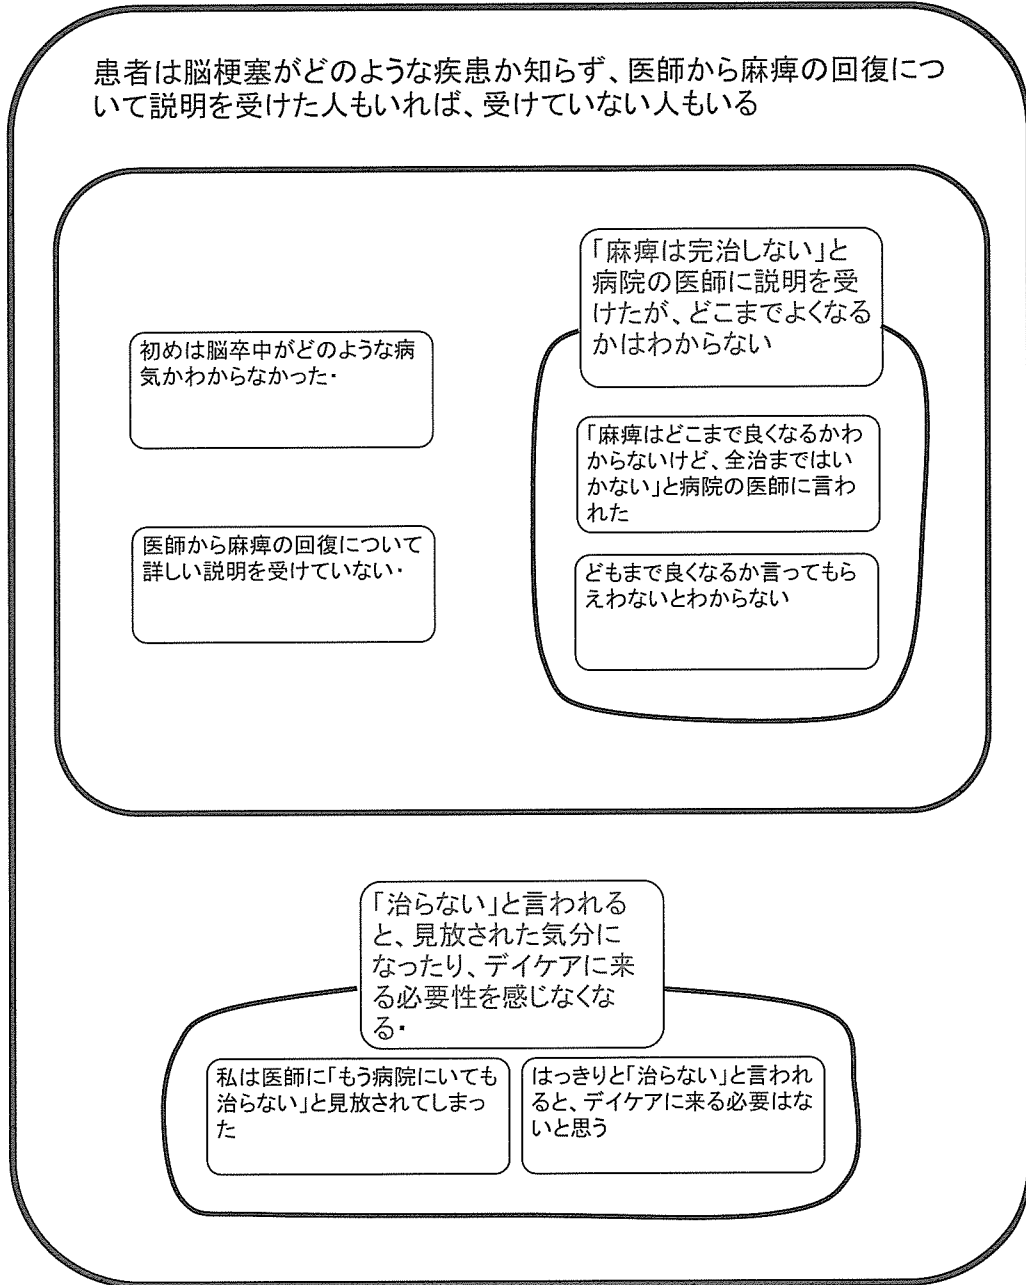 患者は脳梗塞がどのような疾患か知らず、医師から麻痺の回復につ
いて説明を受けた人もいれば、受けていない人もいる
「麻痺は完治しない」と
病院の医師に説明を受
けたが、どこまでよくなる
かはわからない
初めは脳卒中がどのような病
気かわからなかった・
「麻痺はどこまで良くなるかわ
からないけど、全治まではい
かない」と病院の医師に言わ
れた
医師から麻痺の回復について
詳しい説明を受けていない・
どもまで良くなるか言ってもら
えわないとわからない
「治らない」と言われる
と、見放された気分に
なったり、デイケアに来
る必要性を感じなくな
る・
私は医師に「もう病院にいても
治らない」と見放されてしまっ
た
はっきりと「治らない」と言われ
ると、デイケアに来る必要はな
いと思う